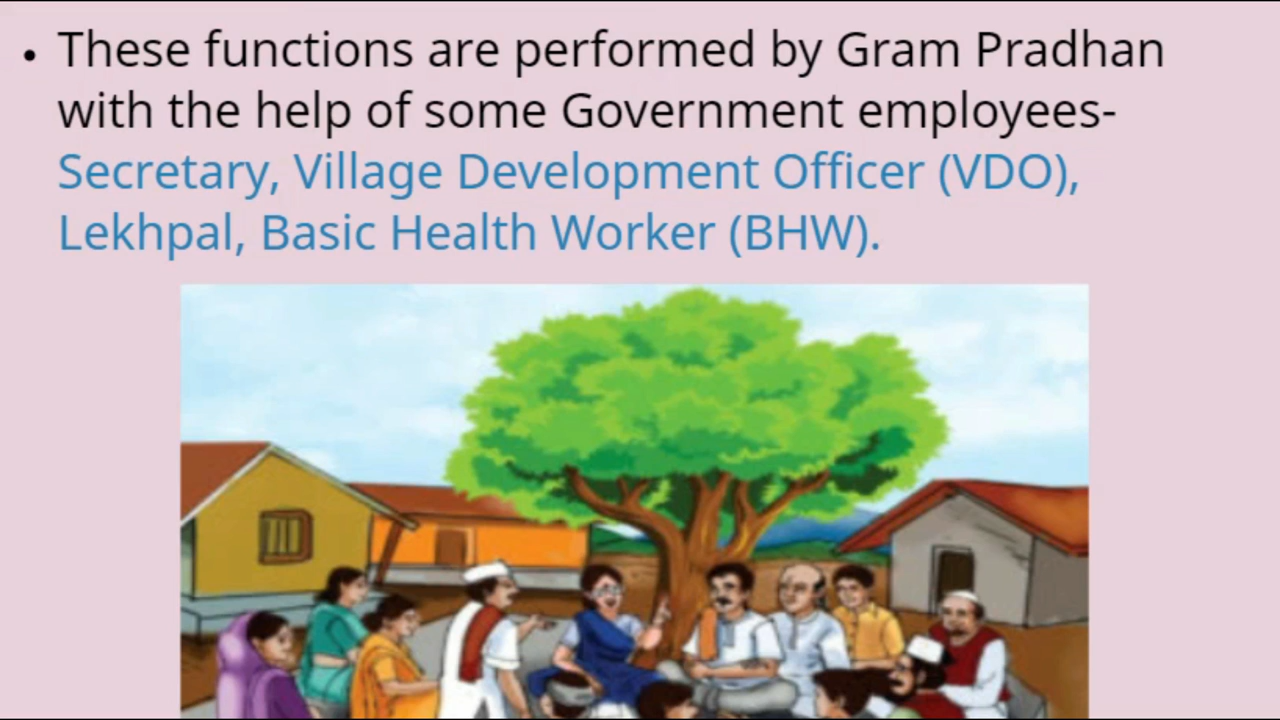 • These functions are performed by Gram Pradhan
with the help of some Government employees-
Secretary, Village Development Officer (VDO),
Lekhpal, Basic Health Worker (BHW).